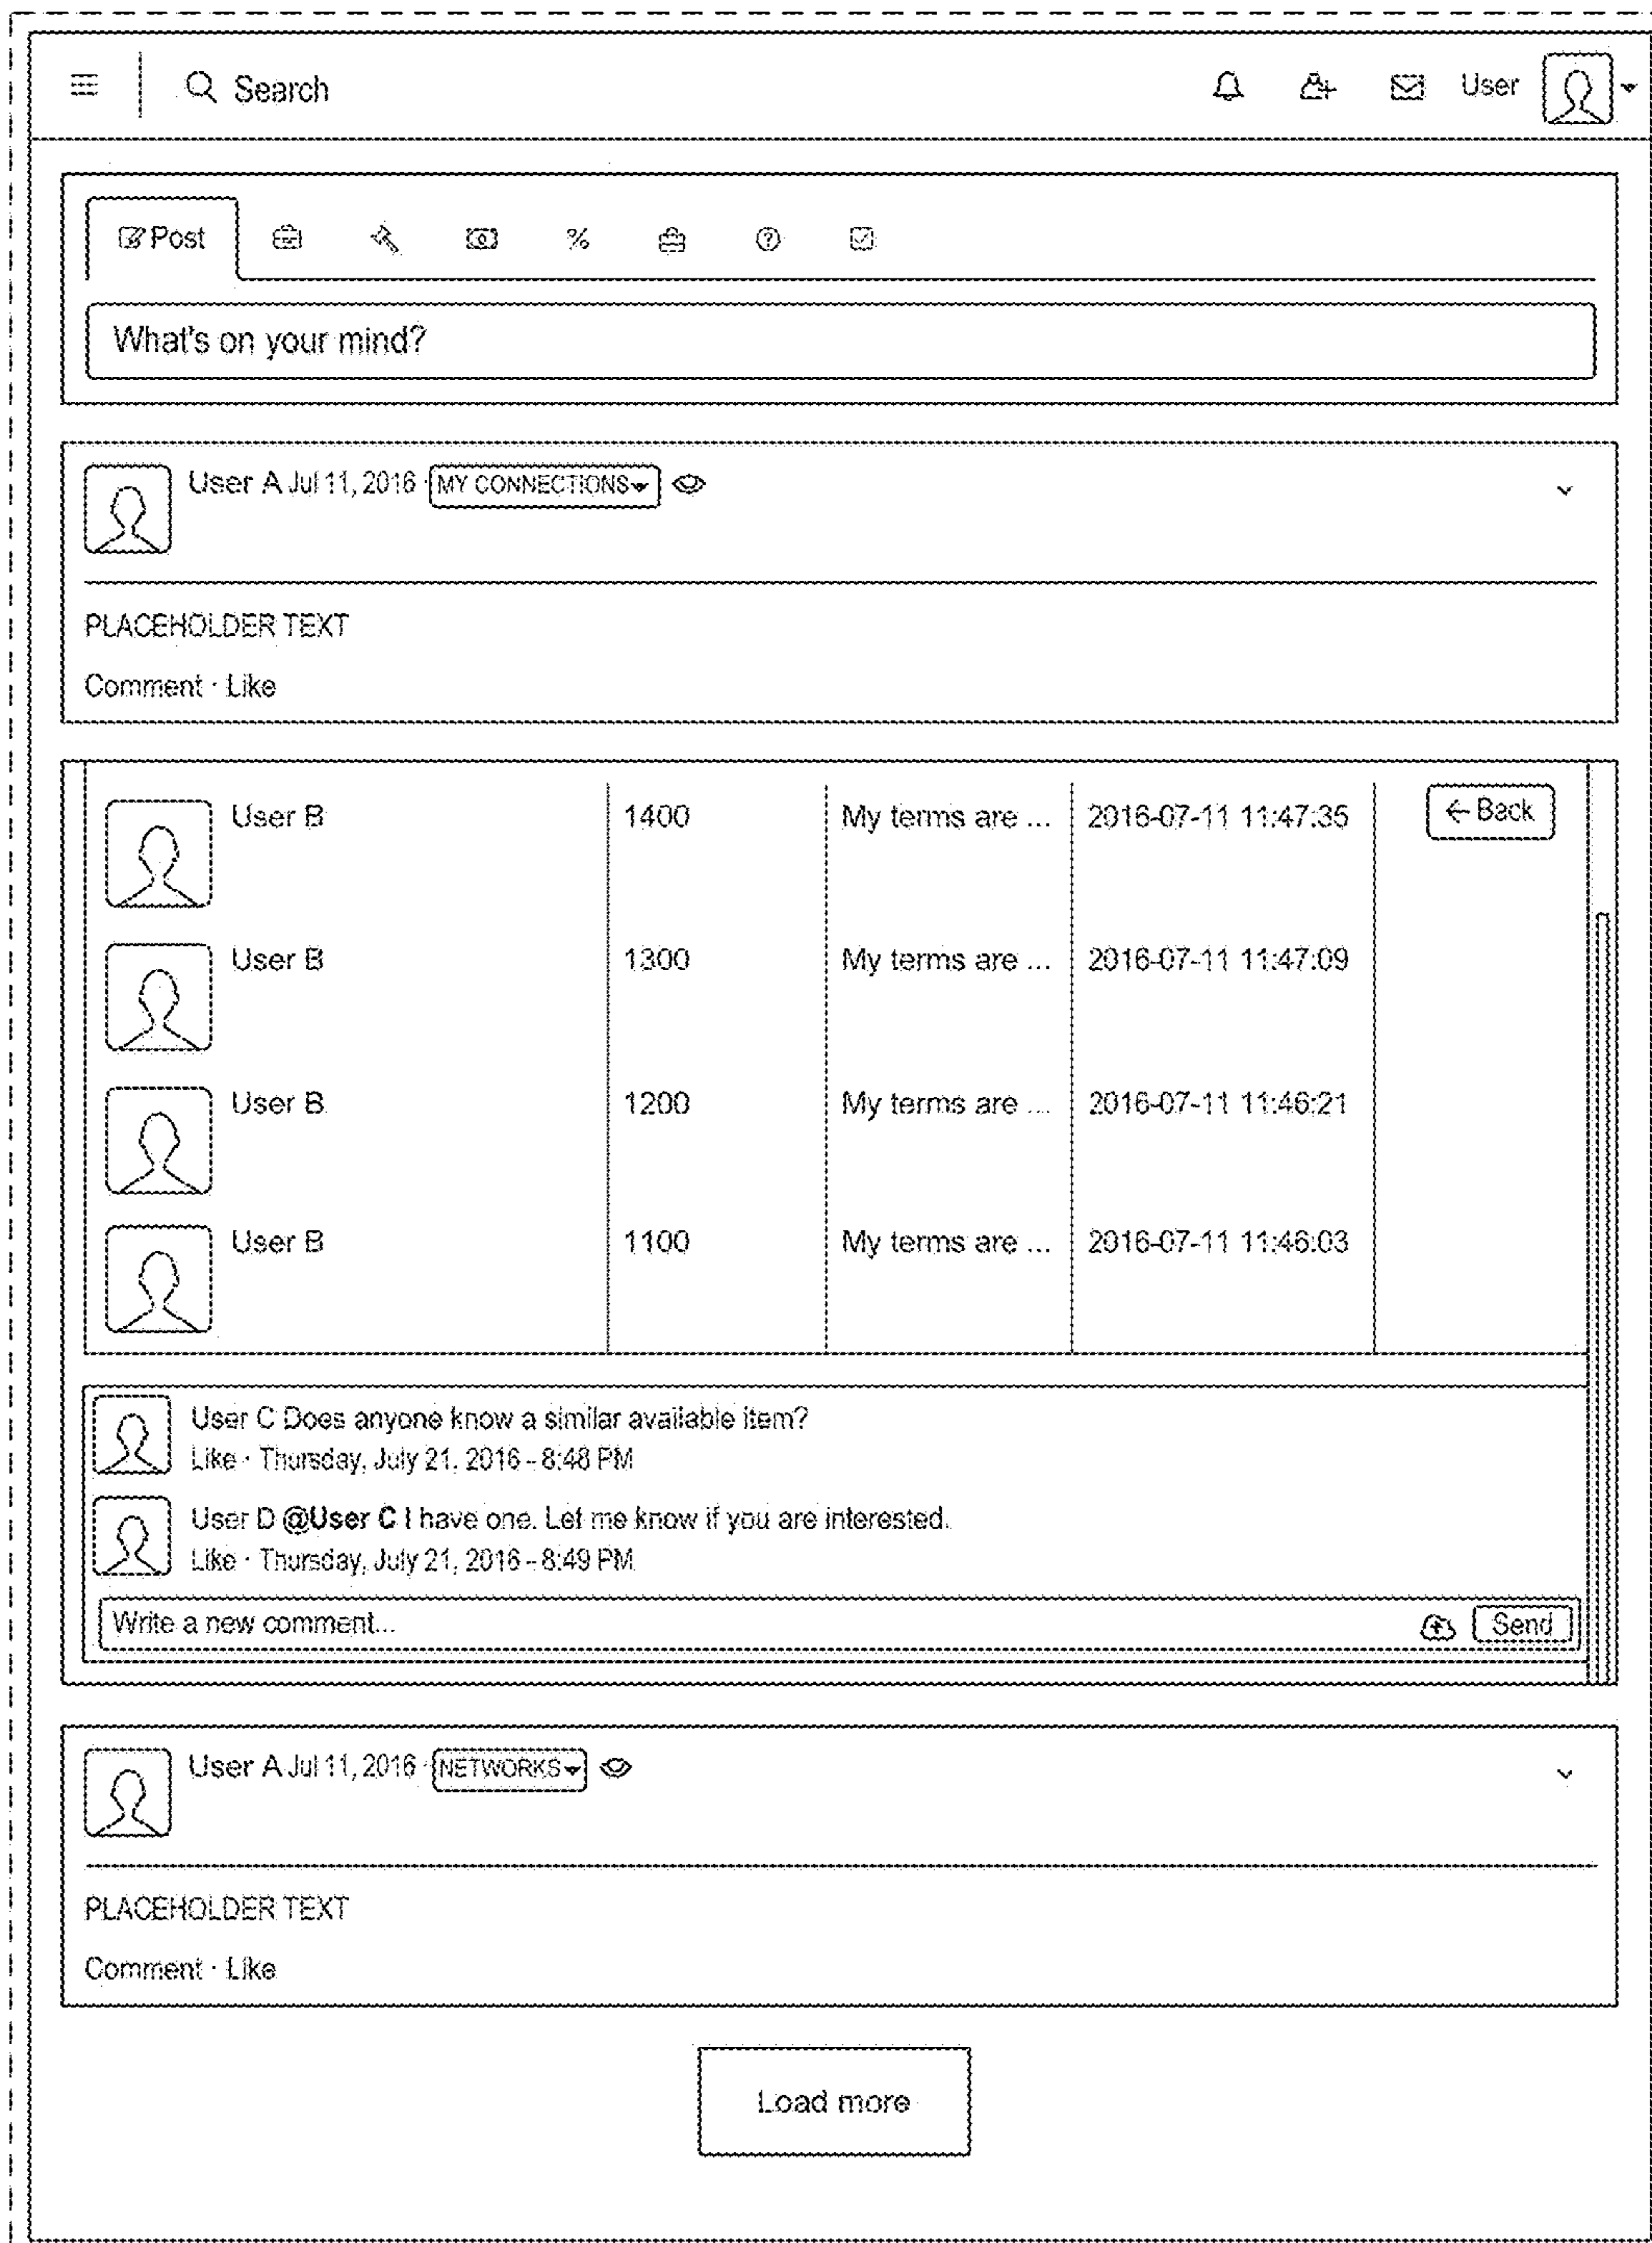 Search User
Post %
What's on your mind?
User A Jul 11, 2016 · MY CONNECTIONS
PLACEHOLDER TEXT
Comment · Like
User B 1400 My terms are ... 2016-07-11 11:47:35 ← Back
User B 1300 My terms are ... 2016-07-11 11:47:09
User B 1200 My terms are ... 2016-07-11 11:46:21
User B 1100 My terms are ... 2016-07-11 11:46:03
User C Does anyone know a similar available item?
Like · Thursday, July 21, 2016 - 8:48 PM
User D @User C I have one. Let me know if you are interested.
Like · Thursday, July 21, 2016 - 8:49 PM
Write a new comment... Send
User A Jul 11, 2016 · NETWORKS
PLACEHOLDER TEXT
Comment · Like
Load more